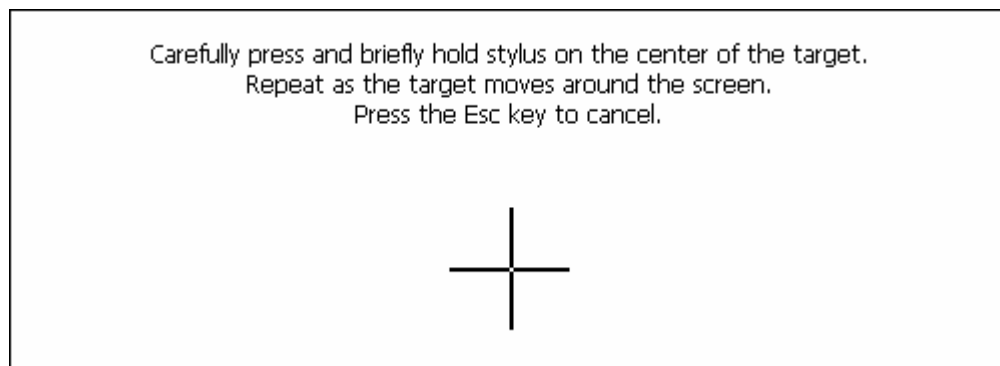 Carefully press and briefly hold stylus on the center of the target.
Repeat as the target moves around the screen.
Press the Esc key to cancel.